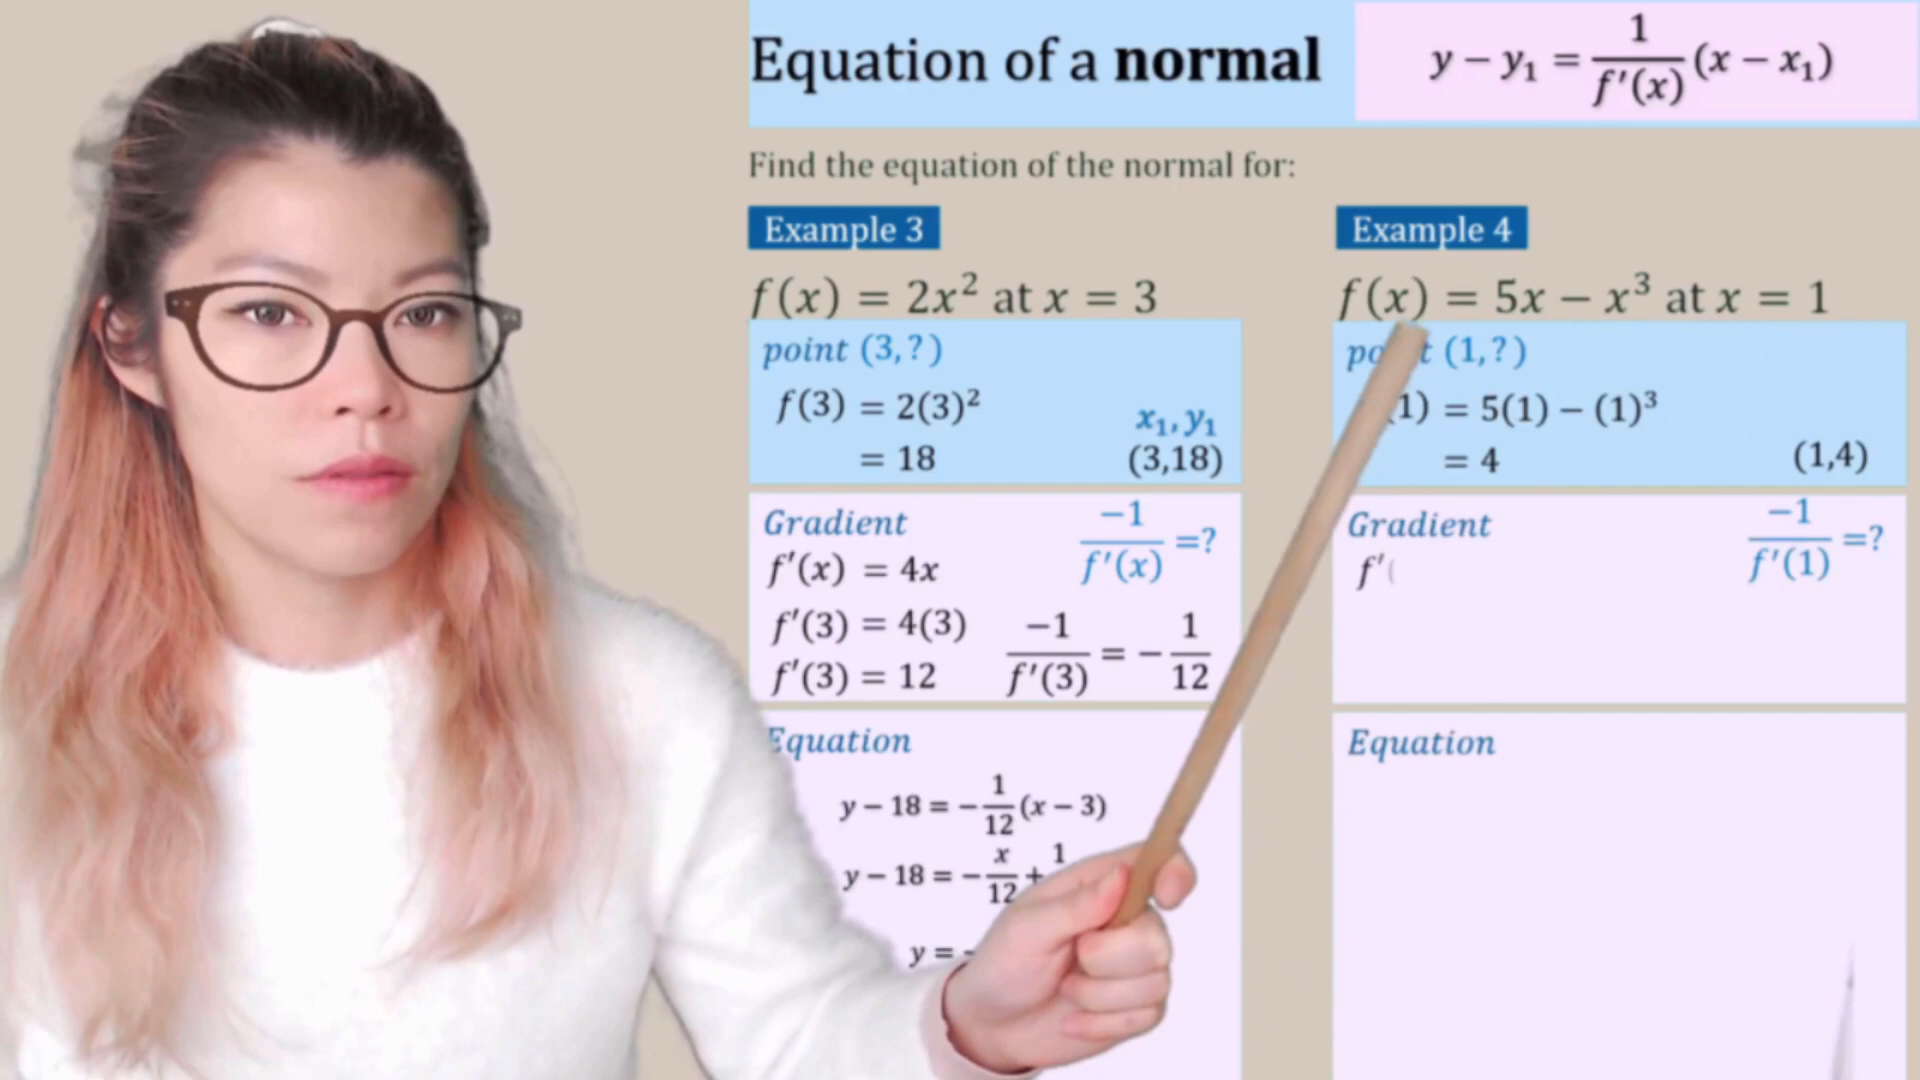 Equation of a normal
y − y₁ = 1/f′(x) (x − x₁)
Find the equation of the normal for:
Example 3
f(x) = 2x² at x = 3
point (3,?)
f(3) = 2(3)²
= 18
x₁, y₁
(3,18)
Gradient
−1/f′(x) =?
f′(x) = 4x
f′(3) = 4(3)
f′(3) = 12
−1/f′(3) = −1/12
Equation
y − 18 = −1/12 (x − 3)
y − 18 = −x/12 + 1
y = −
Example 4
f(x) = 5x − x³ at x = 1
(1,?)
(1) = 5(1) − (1)³
= 4
(1,4)
Gradient
−1/f′(1) =?
f′(
Equation